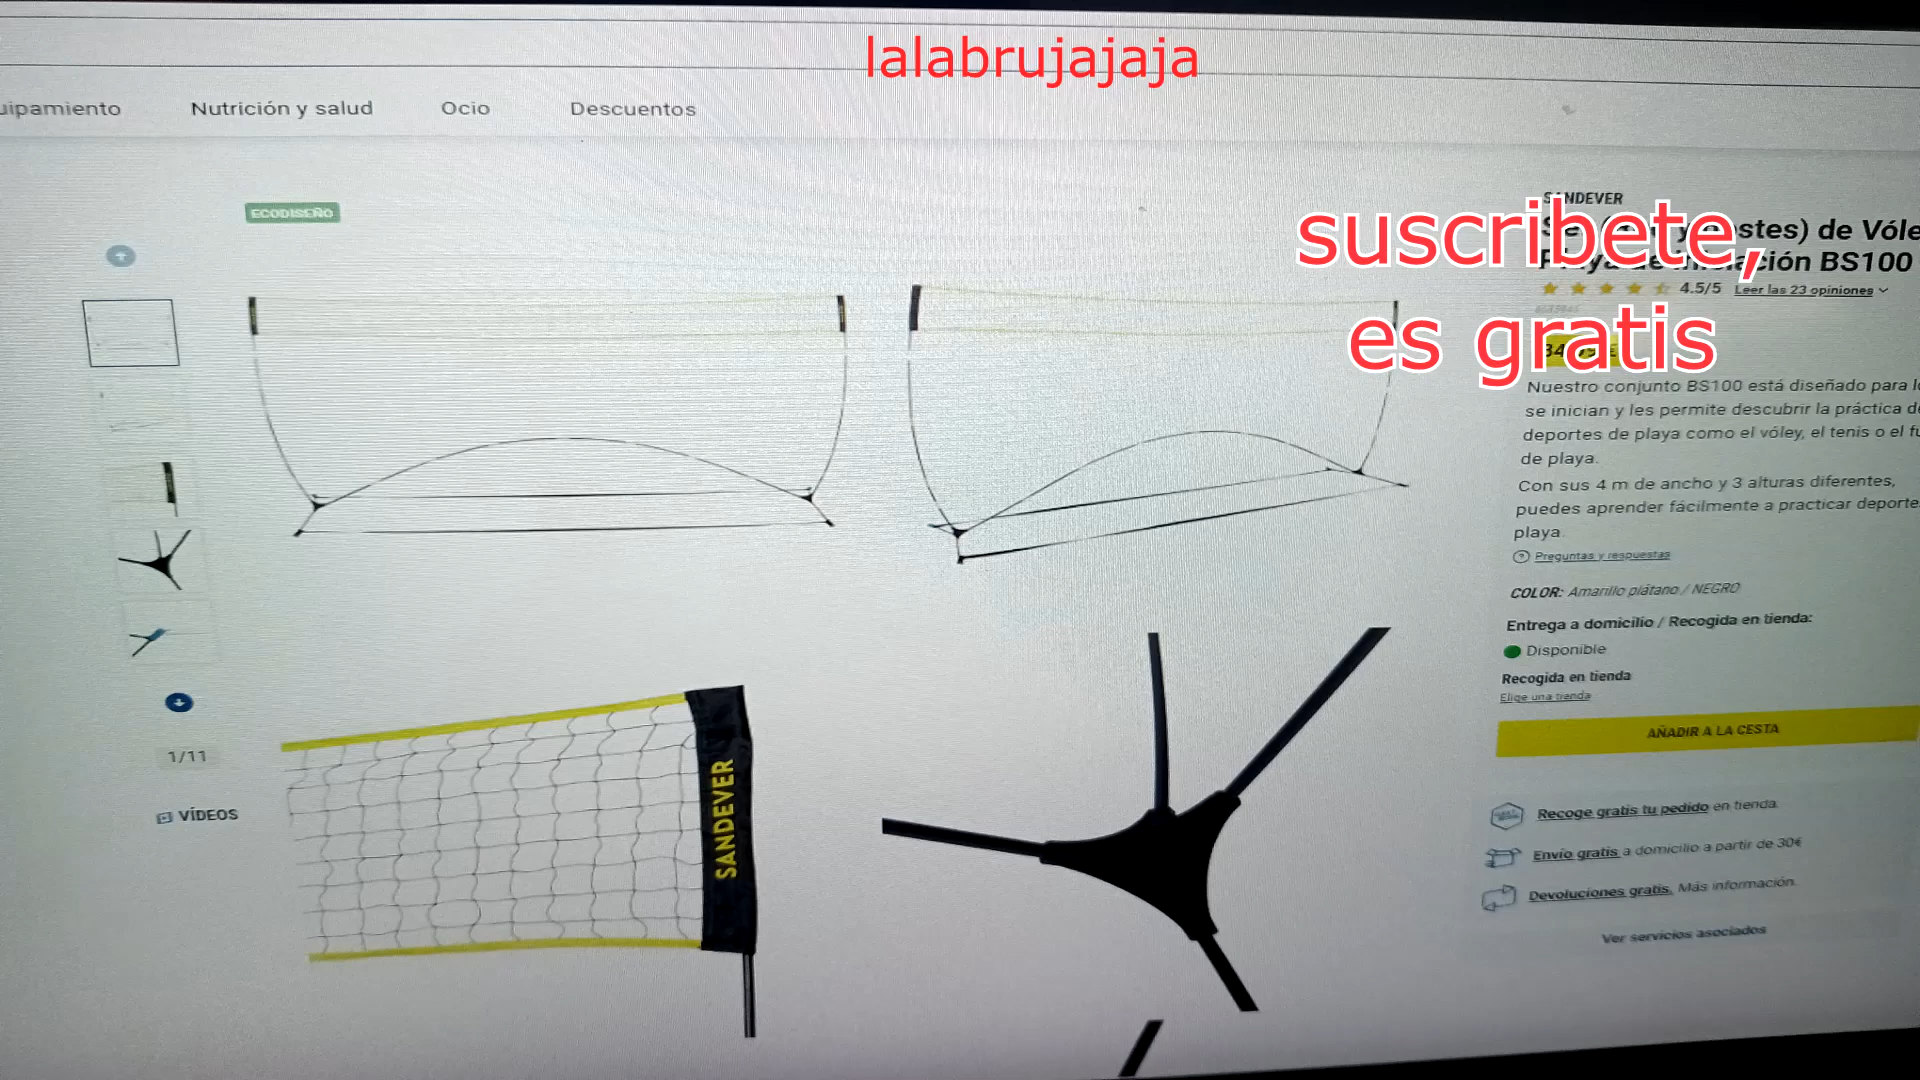 lalabrujajaja
Nutrición y salud
Ocio
Descuentos
ECODISEÑO
SANDEVER
suscribete,
es gratis
de Vóle
BS100
4.5/5 Leer las 23 opiniones
Nuestro conjunto BS100 está diseñado para
se inician y les permite descubrir la práctica
deportes de playa como el vóley, el tenis o el
de playa.
Con sus 4 m de ancho y 3 alturas diferentes,
puedes aprender fácilmente a practicar deporte
playa.
Preguntas y respuestas
COLOR: Amarillo plátano / NEGRO
Entrega a domicilio / Recogida en tienda:
Disponible
Recogida en tienda
Elige una tienda
AÑADIR A LA CESTA
1/11
VÍDEOS
SANDEVER
Recoge gratis tu pedido en tienda.
Envío gratis a domicilio a partir de 30€
Devoluciones gratis. Más información.
Ver servicios asociados